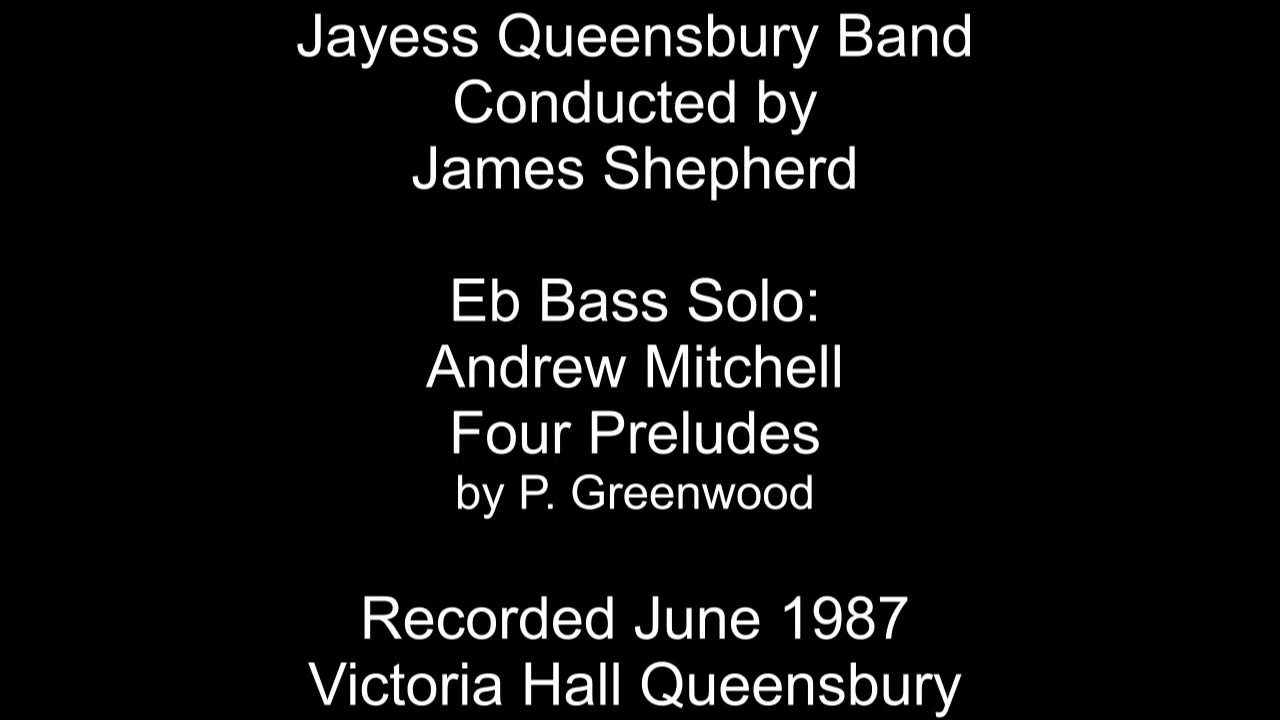 Jayess Queensbury Band
Conducted by
James Shepherd
Eb Bass Solo:
Andrew Mitchell
Four Preludes
by P. Greenwood
Recorded June 1987
Victoria Hall Queensbury